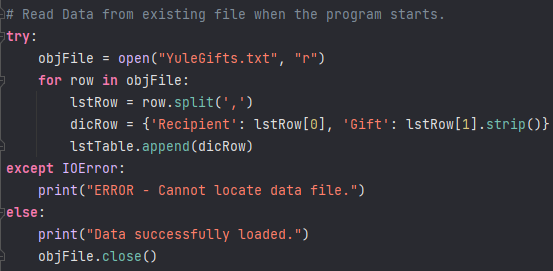 # Read Data from existing file when the program starts.
try:
    objFile = open("YuleGifts.txt", "r")
    for row in objFile:
        lstRow = row.split(',')
        dicRow = {'Recipient': lstRow[0], 'Gift': lstRow[1].strip()}
        lstTable.append(dicRow)
except IOError:
    print("ERROR - Cannot locate data file.")
else:
    print("Data successfully loaded.")
    objFile.close()